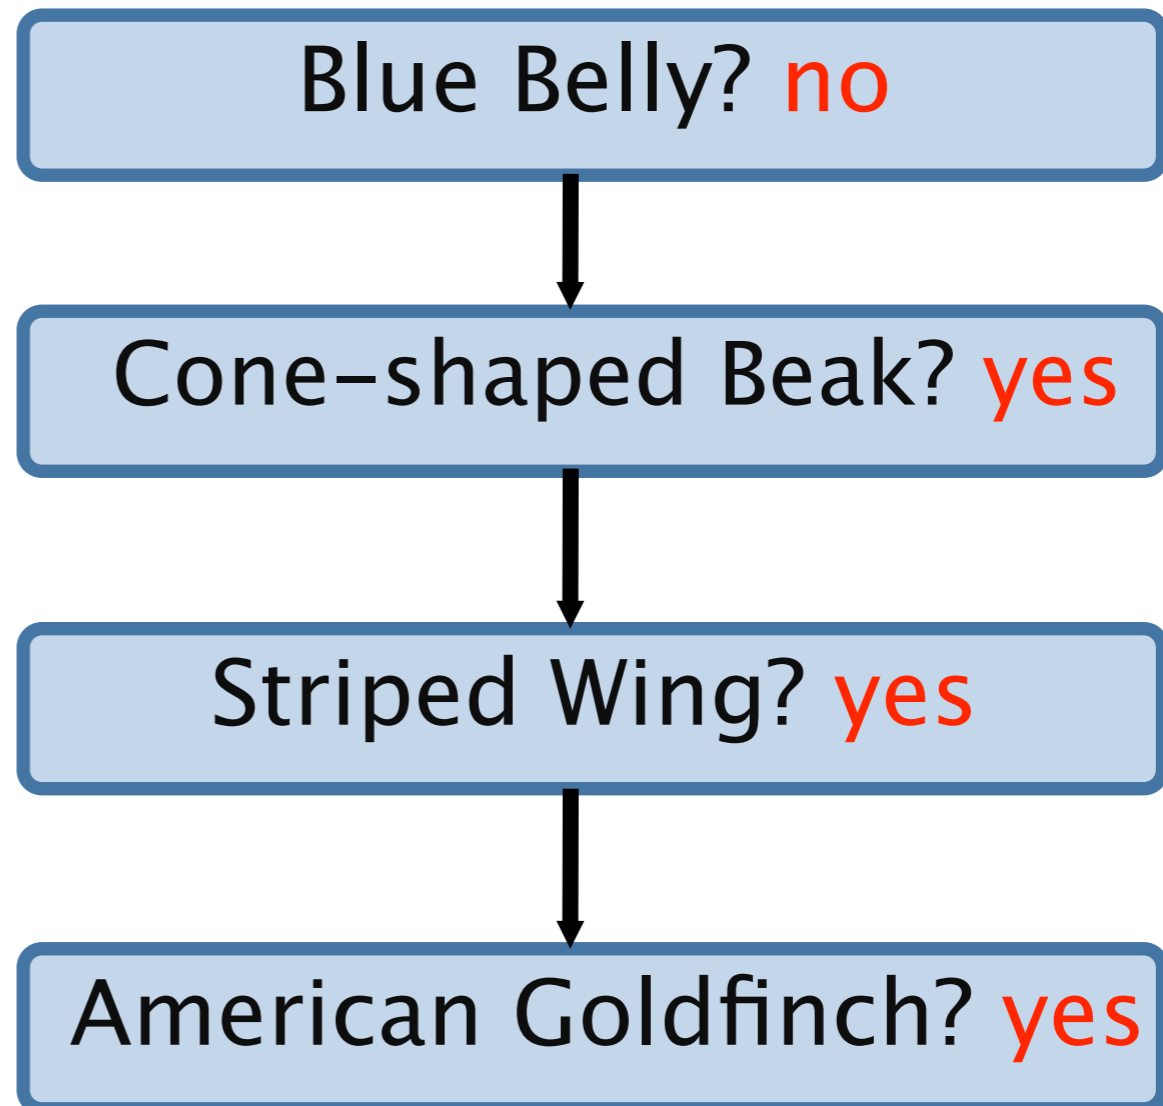 Blue Belly? no
Cone-shaped Beak? yes
Striped Wing? yes
American Goldfinch? yes